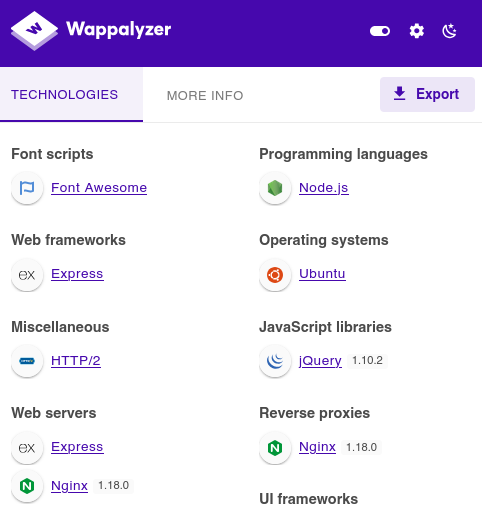 Wappalyzer
TECHNOLOGIES
MORE INFO
Export
Font scripts
Font Awesome
Web frameworks
ex
Express
Miscellaneous
HTTP/2
Web servers
ex
Express
Nginx 1.18.0
Programming languages
Node.js
Operating systems
Ubuntu
JavaScript libraries
jQuery 1.10.2
Reverse proxies
Nginx 1.18.0
UI frameworks